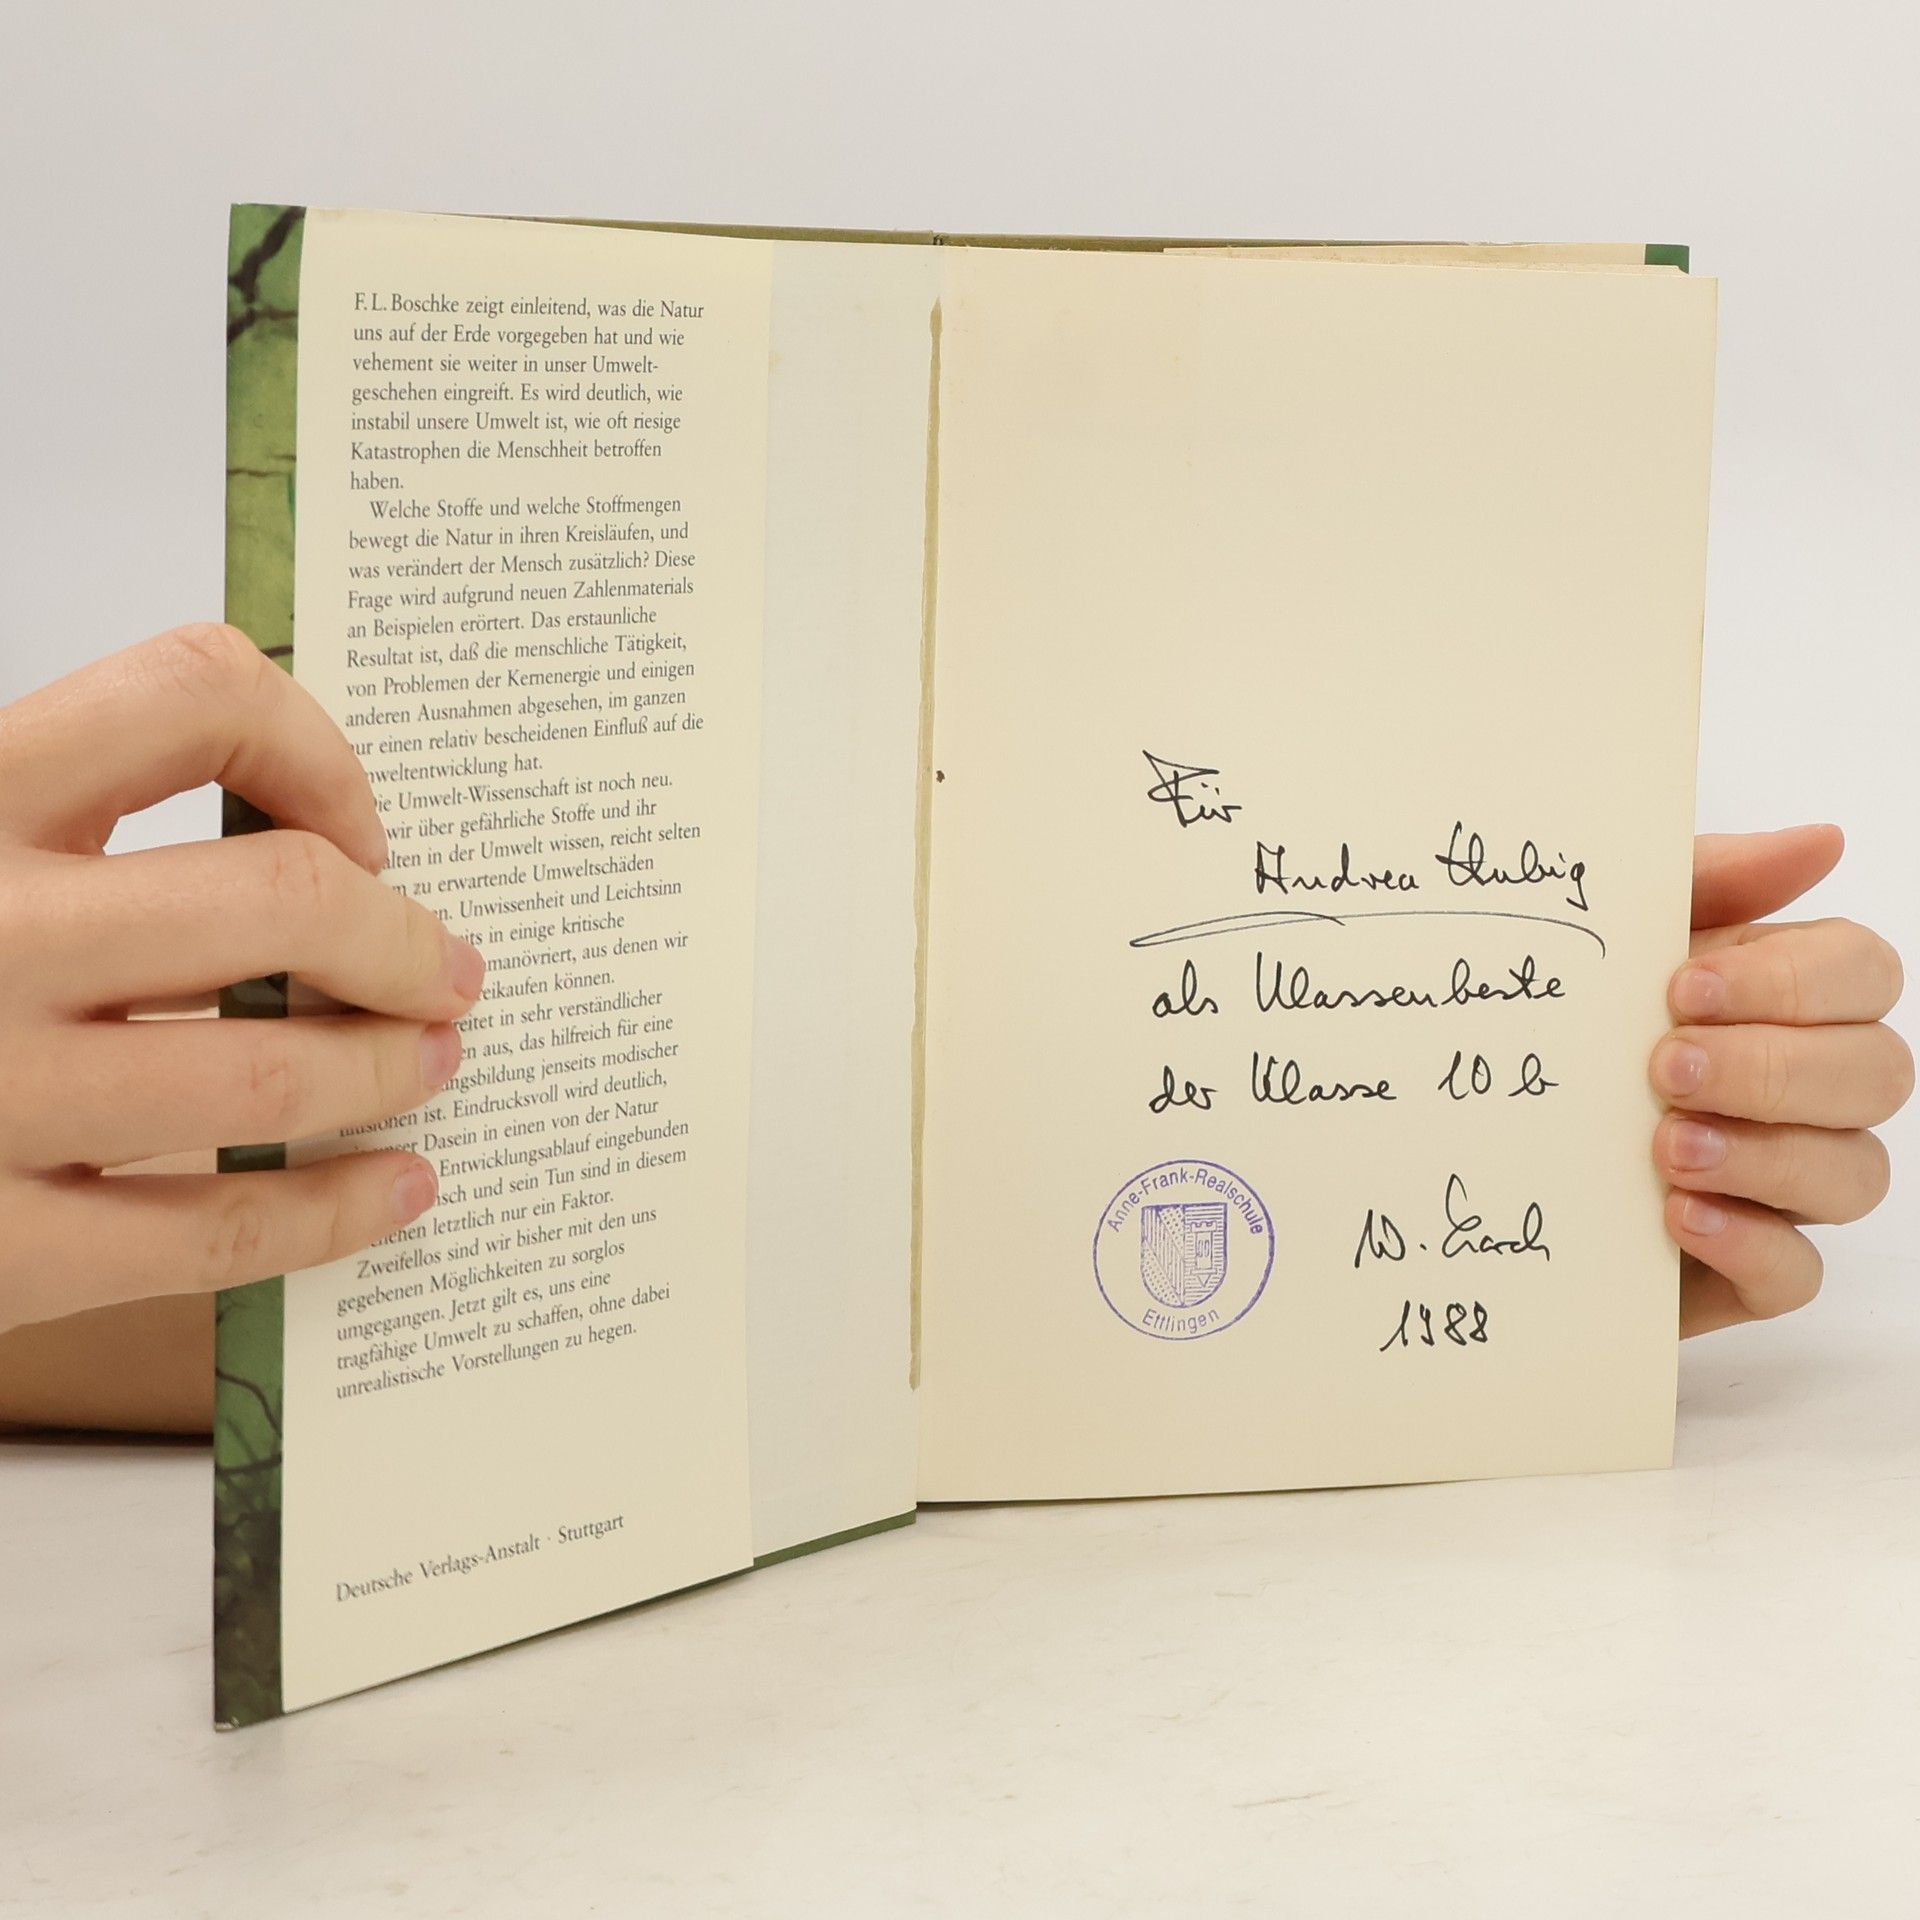 F. L. Boschke zeigt einleitend, was die Natur
uns auf der Erde vorgegeben hat und wie
vehement sie weiter in unser Umwelt-
geschehen eingreift. Es wird deutlich, wie
instabil unsere Umwelt ist, wie oft riesige
Katastrophen die Menschheit betroffen
haben.
Welche Stoffe und welche Stoffmengen
bewegt die Natur in ihren Kreisläufen, und
was verändert der Mensch zusätzlich? Diese
Frage wird aufgrund neuen Zahlenmaterials
an Beispielen erörtert. Das erstaunliche
Resultat ist, daß die menschliche Tätigkeit,
von Problemen der Kernenergie und einigen
anderen Ausnahmen abgesehen, im ganzen
einen relativ bescheidenen Einfluß auf die
hat.
Umwelt-Wissenschaft ist noch neu.
wir über gefährliche Stoffe und ihr
in der Umwelt wissen, reicht selten
zu erwartende Umweltschäden
Unwissenheit und Leichtsinn
in einige kritische
aus denen wir
können.
in sehr verständlicher
aus, das hilfreich für eine
jenseits modischer
ist. Eindrucksvoll wird deutlich,
Dasein in einen von der Natur
Entwicklungsablauf eingebunden
und sein Tun sind in diesem
letztlich nur ein Faktor.
Zweifellos sind wir bisher mit den uns
gegebenen Möglichkeiten zu sorglos
umgegangen. Jetzt gilt es, uns eine
tragfähige Umwelt zu schaffen, ohne dabei
unrealistische Vorstellungen zu hegen.
Deutsche Verlags-Anstalt · Stuttgart
Für
Andrea Hubig
als Klassenbeste
der Klasse 10 b
Anne-Frank-Realschule
Ettlingen
W.
1988